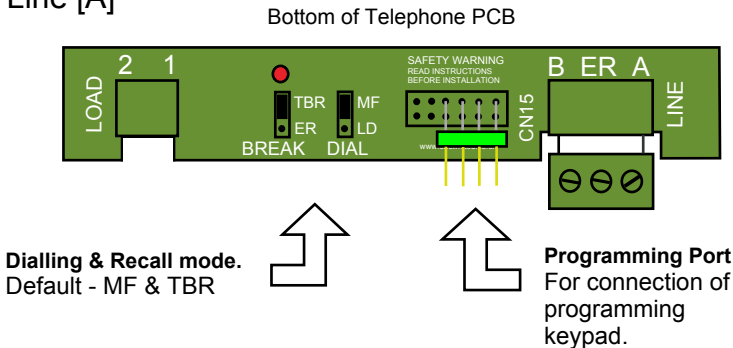 Line [A]
Bottom of Telephone PCB
LOAD
2 1
TBR
ER
BREAK
MF
LD
DIAL
SAFETY WARNING
READ INSTRUCTIONS
BEFORE INSTALLATION
CN15
B ER A
LINE
Dialling & Recall mode.
Default - MF & TBR
Programming Port
For connection of
programming
keypad.